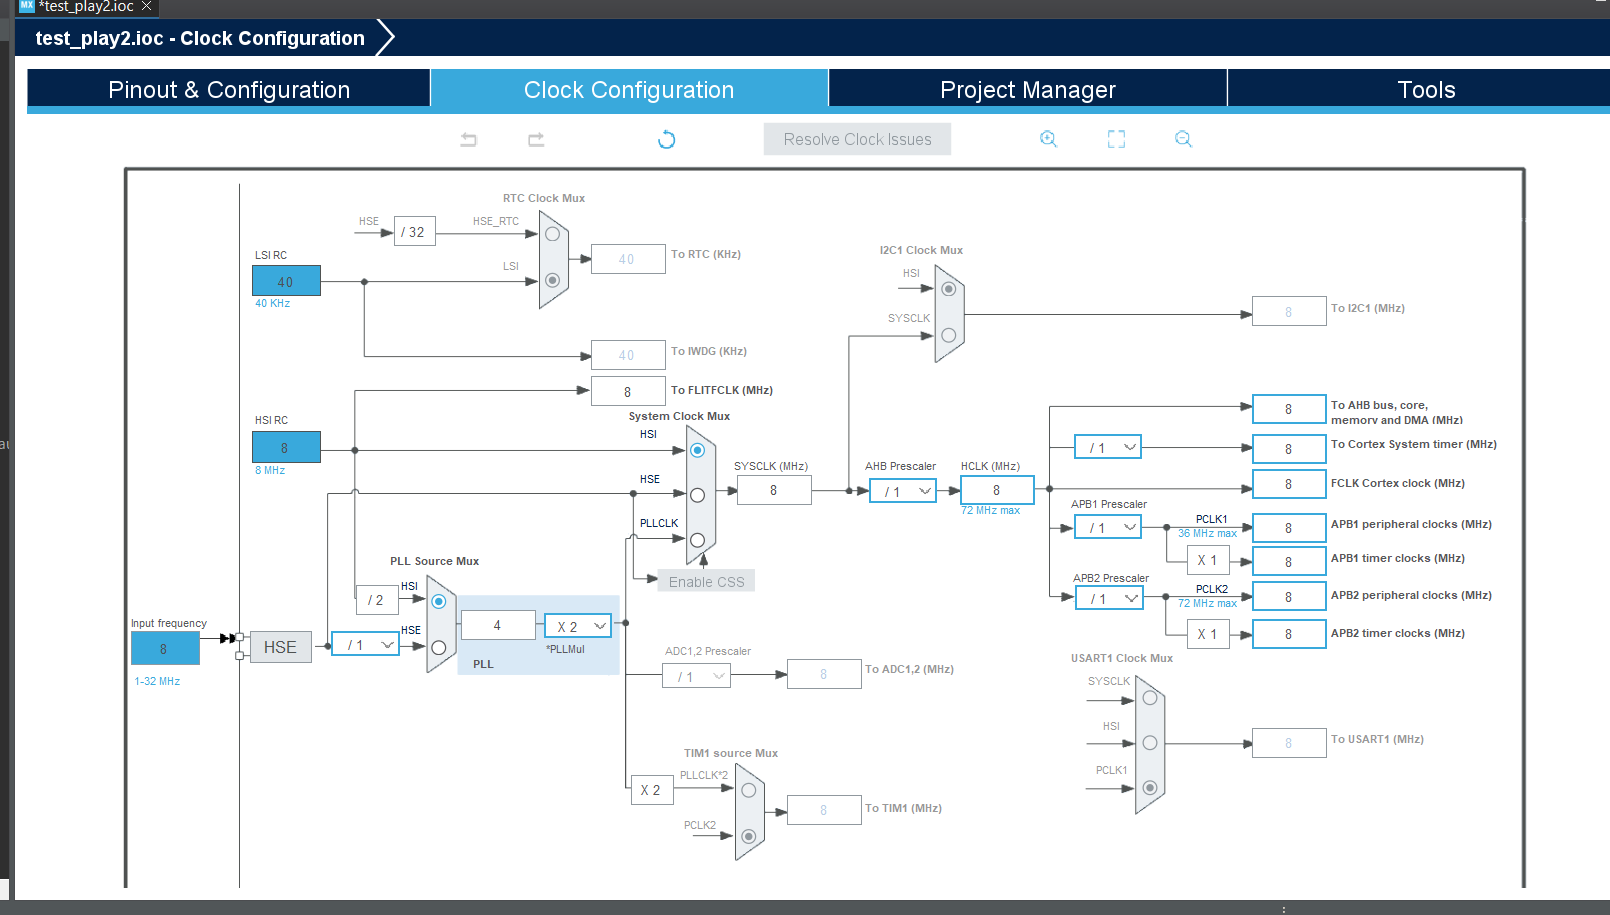 MX *test_play2.ioc ×
test_play2.ioc - Clock Configuration
Pinout & Configuration
Clock Configuration
Project Manager
Tools
Resolve Clock Issues
RTC Clock Mux
HSE
/ 32
HSE_RTC
LSI RC
40
40 KHz
LSI
40
To RTC (KHz)
I2C1 Clock Mux
HSI
SYSCLK
8
To I2C1 (MHz)
40
To IWDG (KHz)
8
To FLITFCLK (MHz)
System Clock Mux
HSI RC
8
8 MHz
HSI
HSE
PLLCLK
SYSCLK (MHz)
8
AHB Prescaler
/ 1
HCLK (MHz)
8
72 MHz max
8
To AHB bus, core,
memory and DMA (MHz)
/ 1
8
To Cortex System timer (MHz)
8
FCLK Cortex clock (MHz)
APB1 Prescaler
/ 1
PCLK1
36 MHz max
8
APB1 peripheral clocks (MHz)
X 1
8
APB1 timer clocks (MHz)
APB2 Prescaler
/ 1
PCLK2
72 MHz max
8
APB2 peripheral clocks (MHz)
X 1
8
APB2 timer clocks (MHz)
Enable CSS
PLL Source Mux
/ 2
HSI
Input frequency
8
1-32 MHz
HSE
/ 1
HSE
4
X 2
*PLLMul
PLL
ADC1,2 Prescaler
/ 1
8
To ADC1,2 (MHz)
USART1 Clock Mux
SYSCLK
HSI
PCLK1
8
To USART1 (MHz)
TIM1 source Mux
X 2
PLLCLK*2
PCLK2
8
To TIM1 (MHz)